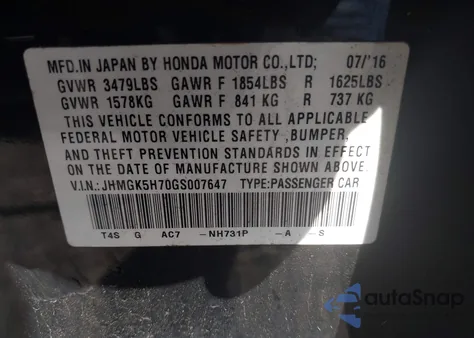 MFD.IN JAPAN BY HONDA MOTOR CO.,LTD; 07/'16
GVWR 3479LBS GAWR F 1854LBS R 1625LBS
GVWR 1578KG GAWR F 841 KG R 737 KG
THIS VEHICLE CONFORMS TO ALL APPLICABLE
FEDERAL MOTOR VEHICLE SAFETY ,BUMPER.
AND THEFT PREVENTION STANDARDS IN EFFECT
ON THE DATE OF MANUFACTURE SHOWN ABOVE.
V.I.N.: JHMGK5H70GS007647 TYPE:PASSENGER CAR
T4S G AC7 -NH731P -A -S
autoSnap